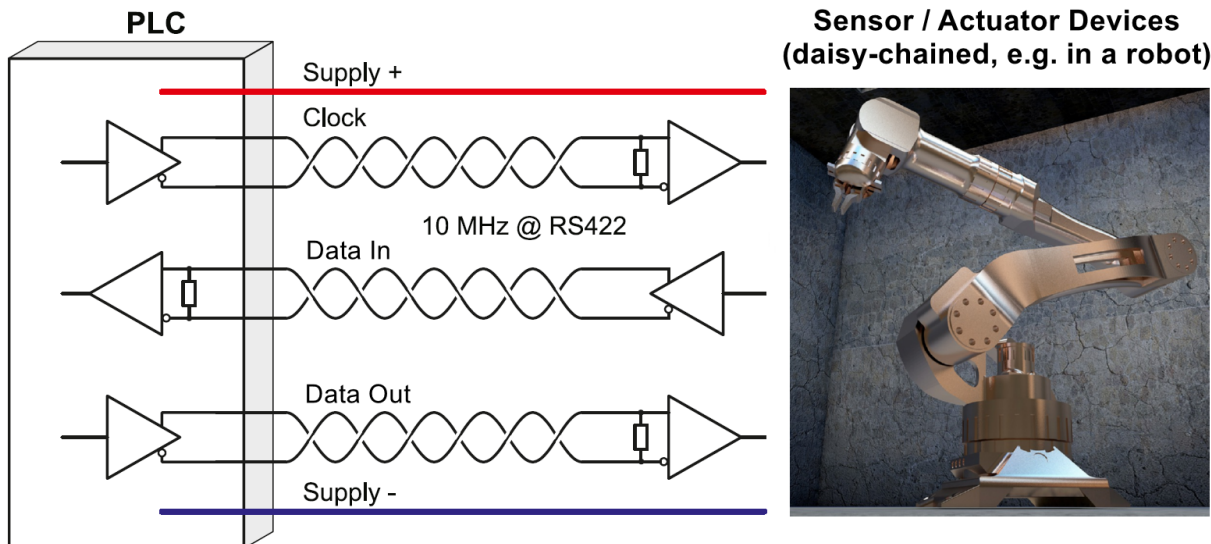 PLC
Sensor / Actuator Devices
(daisy-chained, e.g. in a robot)
Supply +
Clock
10 MHz @ RS422
Data In
Data Out
Supply -